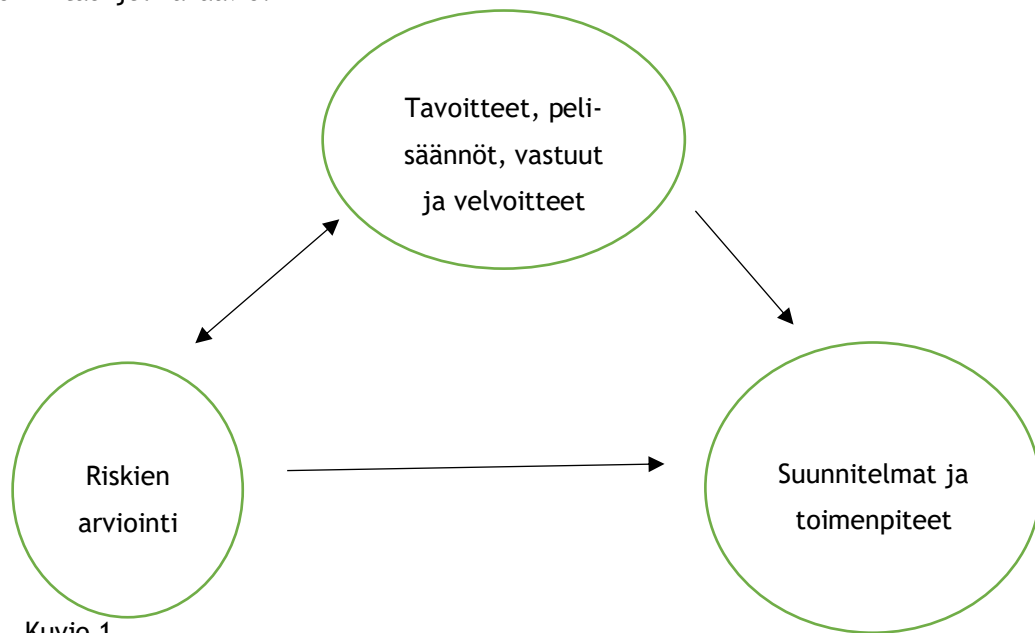 Tavoitteet, peli-
säännöt, vastuut
ja velvoitteet
Riskien
arviointi
Suunnitelmat ja
toimenpiteet
Kuvio 1